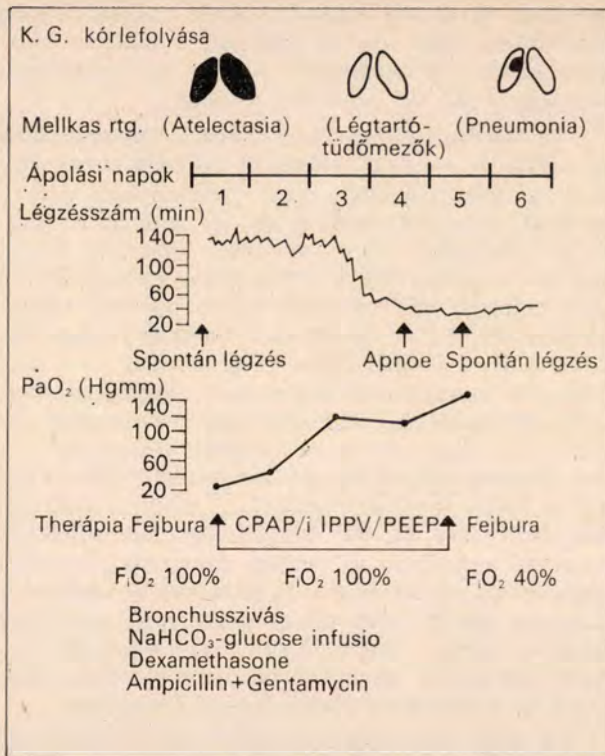 K. G. kórlefolyása
Mellkas rtg. (Atelectasia) (Légtartó-tüdőmezők) (Pneumonia)
Ápolási napok 1 2 3 4 5 6
Légzésszám (min)
140
100
60
20
Spontán légzés Apnoe Spontán légzés
PaO₂ (Hgmm)
140
100
60
20
Therápia Fejbura CPAP/i IPPV/PEEP Fejbura
FᵢO₂ 100% FᵢO₂ 100% FᵢO₂ 40%
Bronchusszivás
NaHCO₃-glucose infusio
Dexamethasone
Ampicillin+Gentamycin